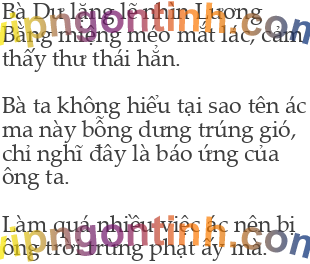 Bà Dư lặng lẽ nhìn Lương
Bằng miệng méo mắt lác, cảm
thấy thư thái hẳn.
Bà ta không hiểu tại sao tên ác
ma này bỗng dưng trúng gió,
chỉ nghĩ đây là báo ứng của
ông ta.
Làm quá nhiều việc ác nên bị
ông trời trừng phạt ấy mà.